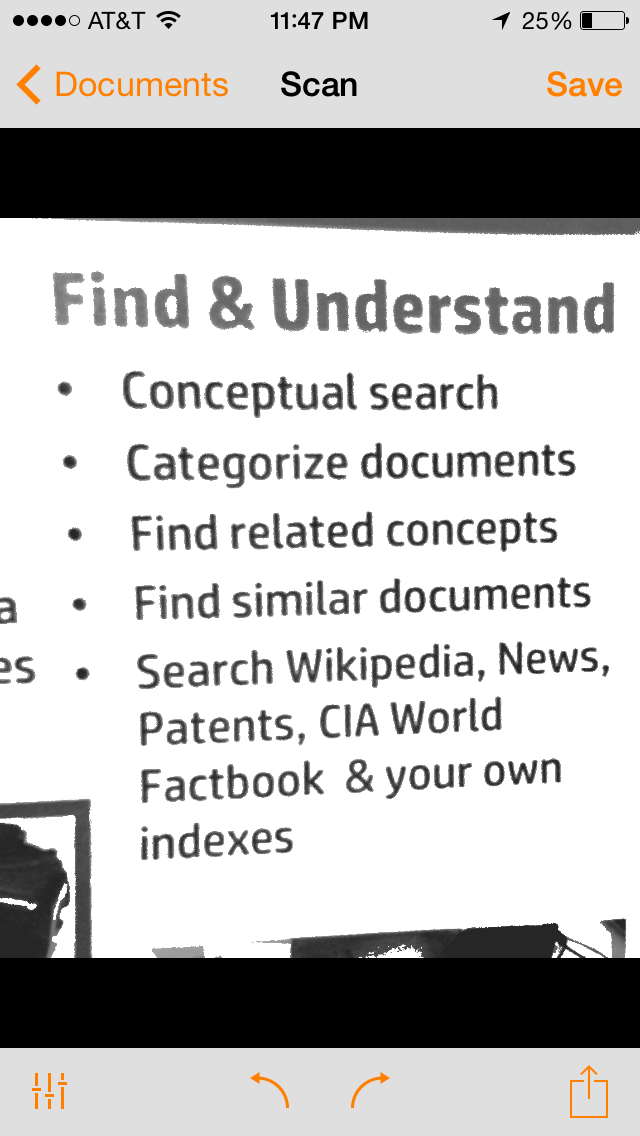 AT&T 11:47 PM 25%
Documents Scan Save
Find & Understand
• Conceptual search
• Categorize documents
• Find related concepts
a • Find similar documents
es • Search Wikipedia, News,
Patents, CIA World
Factbook & your own
indexes